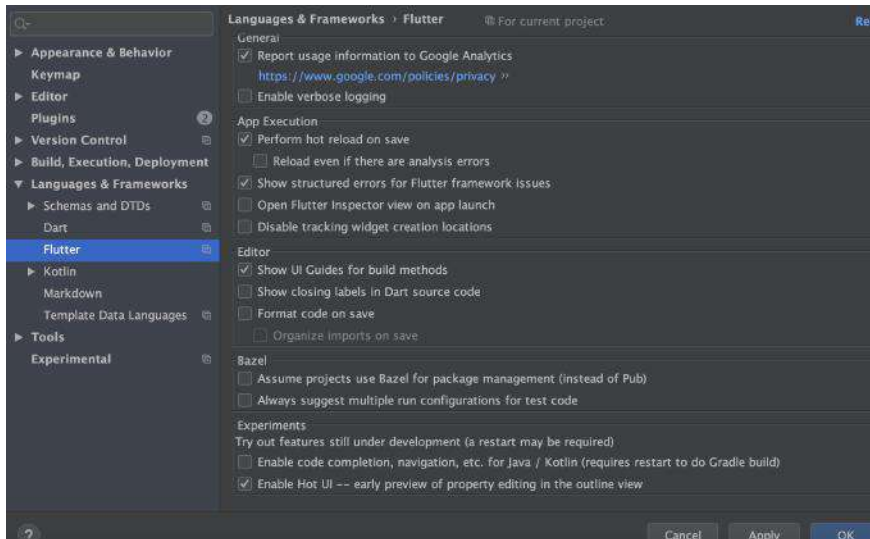 Languages & Frameworks › Flutter
For current project
Re
Appearance & Behavior
Keymap
Editor
Plugins
2
Version Control
Build, Execution, Deployment
Languages & Frameworks
Schemas and DTDs
Dart
Flutter
Kotlin
Markdown
Template Data Languages
Tools
Experimental
General
Report usage information to Google Analytics
https://www.google.com/policies/privacy
Enable verbose logging
App Execution
Perform hot reload on save
Reload even if there are analysis errors
Show structured errors for Flutter framework issues
Open Flutter Inspector view on app launch
Disable tracking widget creation locations
Editor
Show UI Guides for build methods
Show closing labels in Dart source code
Format code on save
Organize imports on save
Bazel
Assume projects use Bazel for package management (instead of Pub)
Always suggest multiple run configurations for test code
Experiments
Try out features still under development (a restart may be required)
Enable code completion, navigation, etc. for Java / Kotlin (requires restart to do Gradle build)
Enable Hot UI -- early preview of property editing in the outline view
?
Cancel
Apply
OK